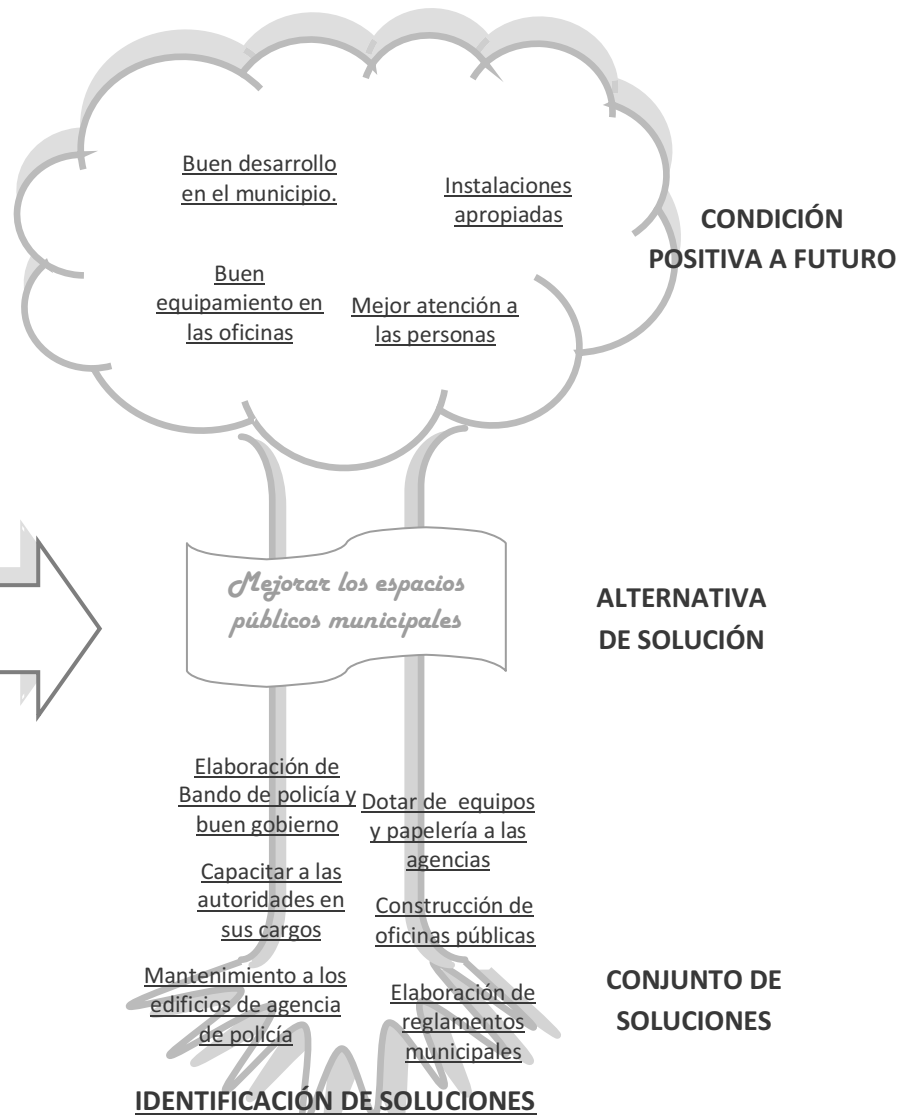 Buen desarrollo
en el municipio.
Instalaciones
apropiadas
CONDICIÓN
POSITIVA A FUTURO
Buen
equipamiento en
las oficinas
Mejor atención a
las personas
Mejorar los espacios
públicos municipales
ALTERNATIVA
DE SOLUCIÓN
Elaboración de
Bando de policía y
buen gobierno
Dotar de equipos
y papelería a las
agencias
Capacitar a las
autoridades en
sus cargos
Construcción de
oficinas públicas
Mantenimiento a los
edificios de agencia
de policía
Elaboración de
reglamentos
municipales
CONJUNTO DE
SOLUCIONES
IDENTIFICACIÓN DE SOLUCIONES